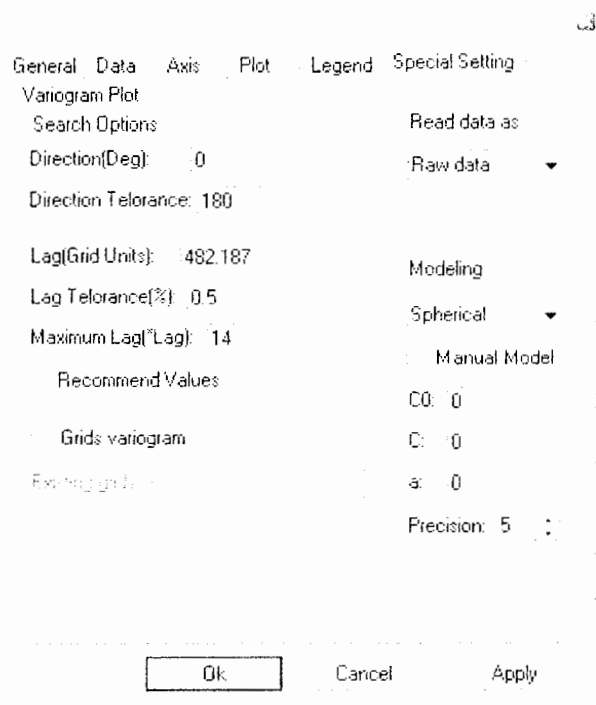 General Data Axis Plot Legend Special Setting
Variogram Plot
Search Options
Direction(Deg): 0
Direction Telorance: 180
Lag(Grid Units): 482.187
Lag Telorance(%): 0.5
Maximum Lag(*Lag): 14
Recommend Values
Grids variogram
Read data as
Raw data
Modeling
Spherical
Manual Model
C0: 0
C: 0
a: 0
Precision: 5
Ok Cancel Apply